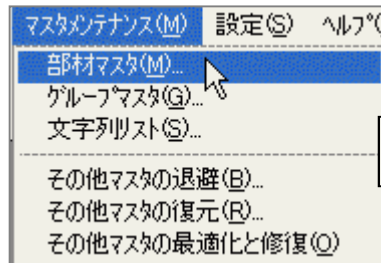 ﾏｽﾀﾒﾝﾃﾅﾝｽ(M) 設定(S) ﾍﾙﾌﾟ(
部材ﾏｽﾀ(M)...
ｸﾞﾙｰﾌﾟﾏｽﾀ(G)...
文字列ﾘｽﾄ(S)...
その他ﾏｽﾀの退避(B)...
その他ﾏｽﾀの復元(R)...
その他ﾏｽﾀの最適化と修復(O)